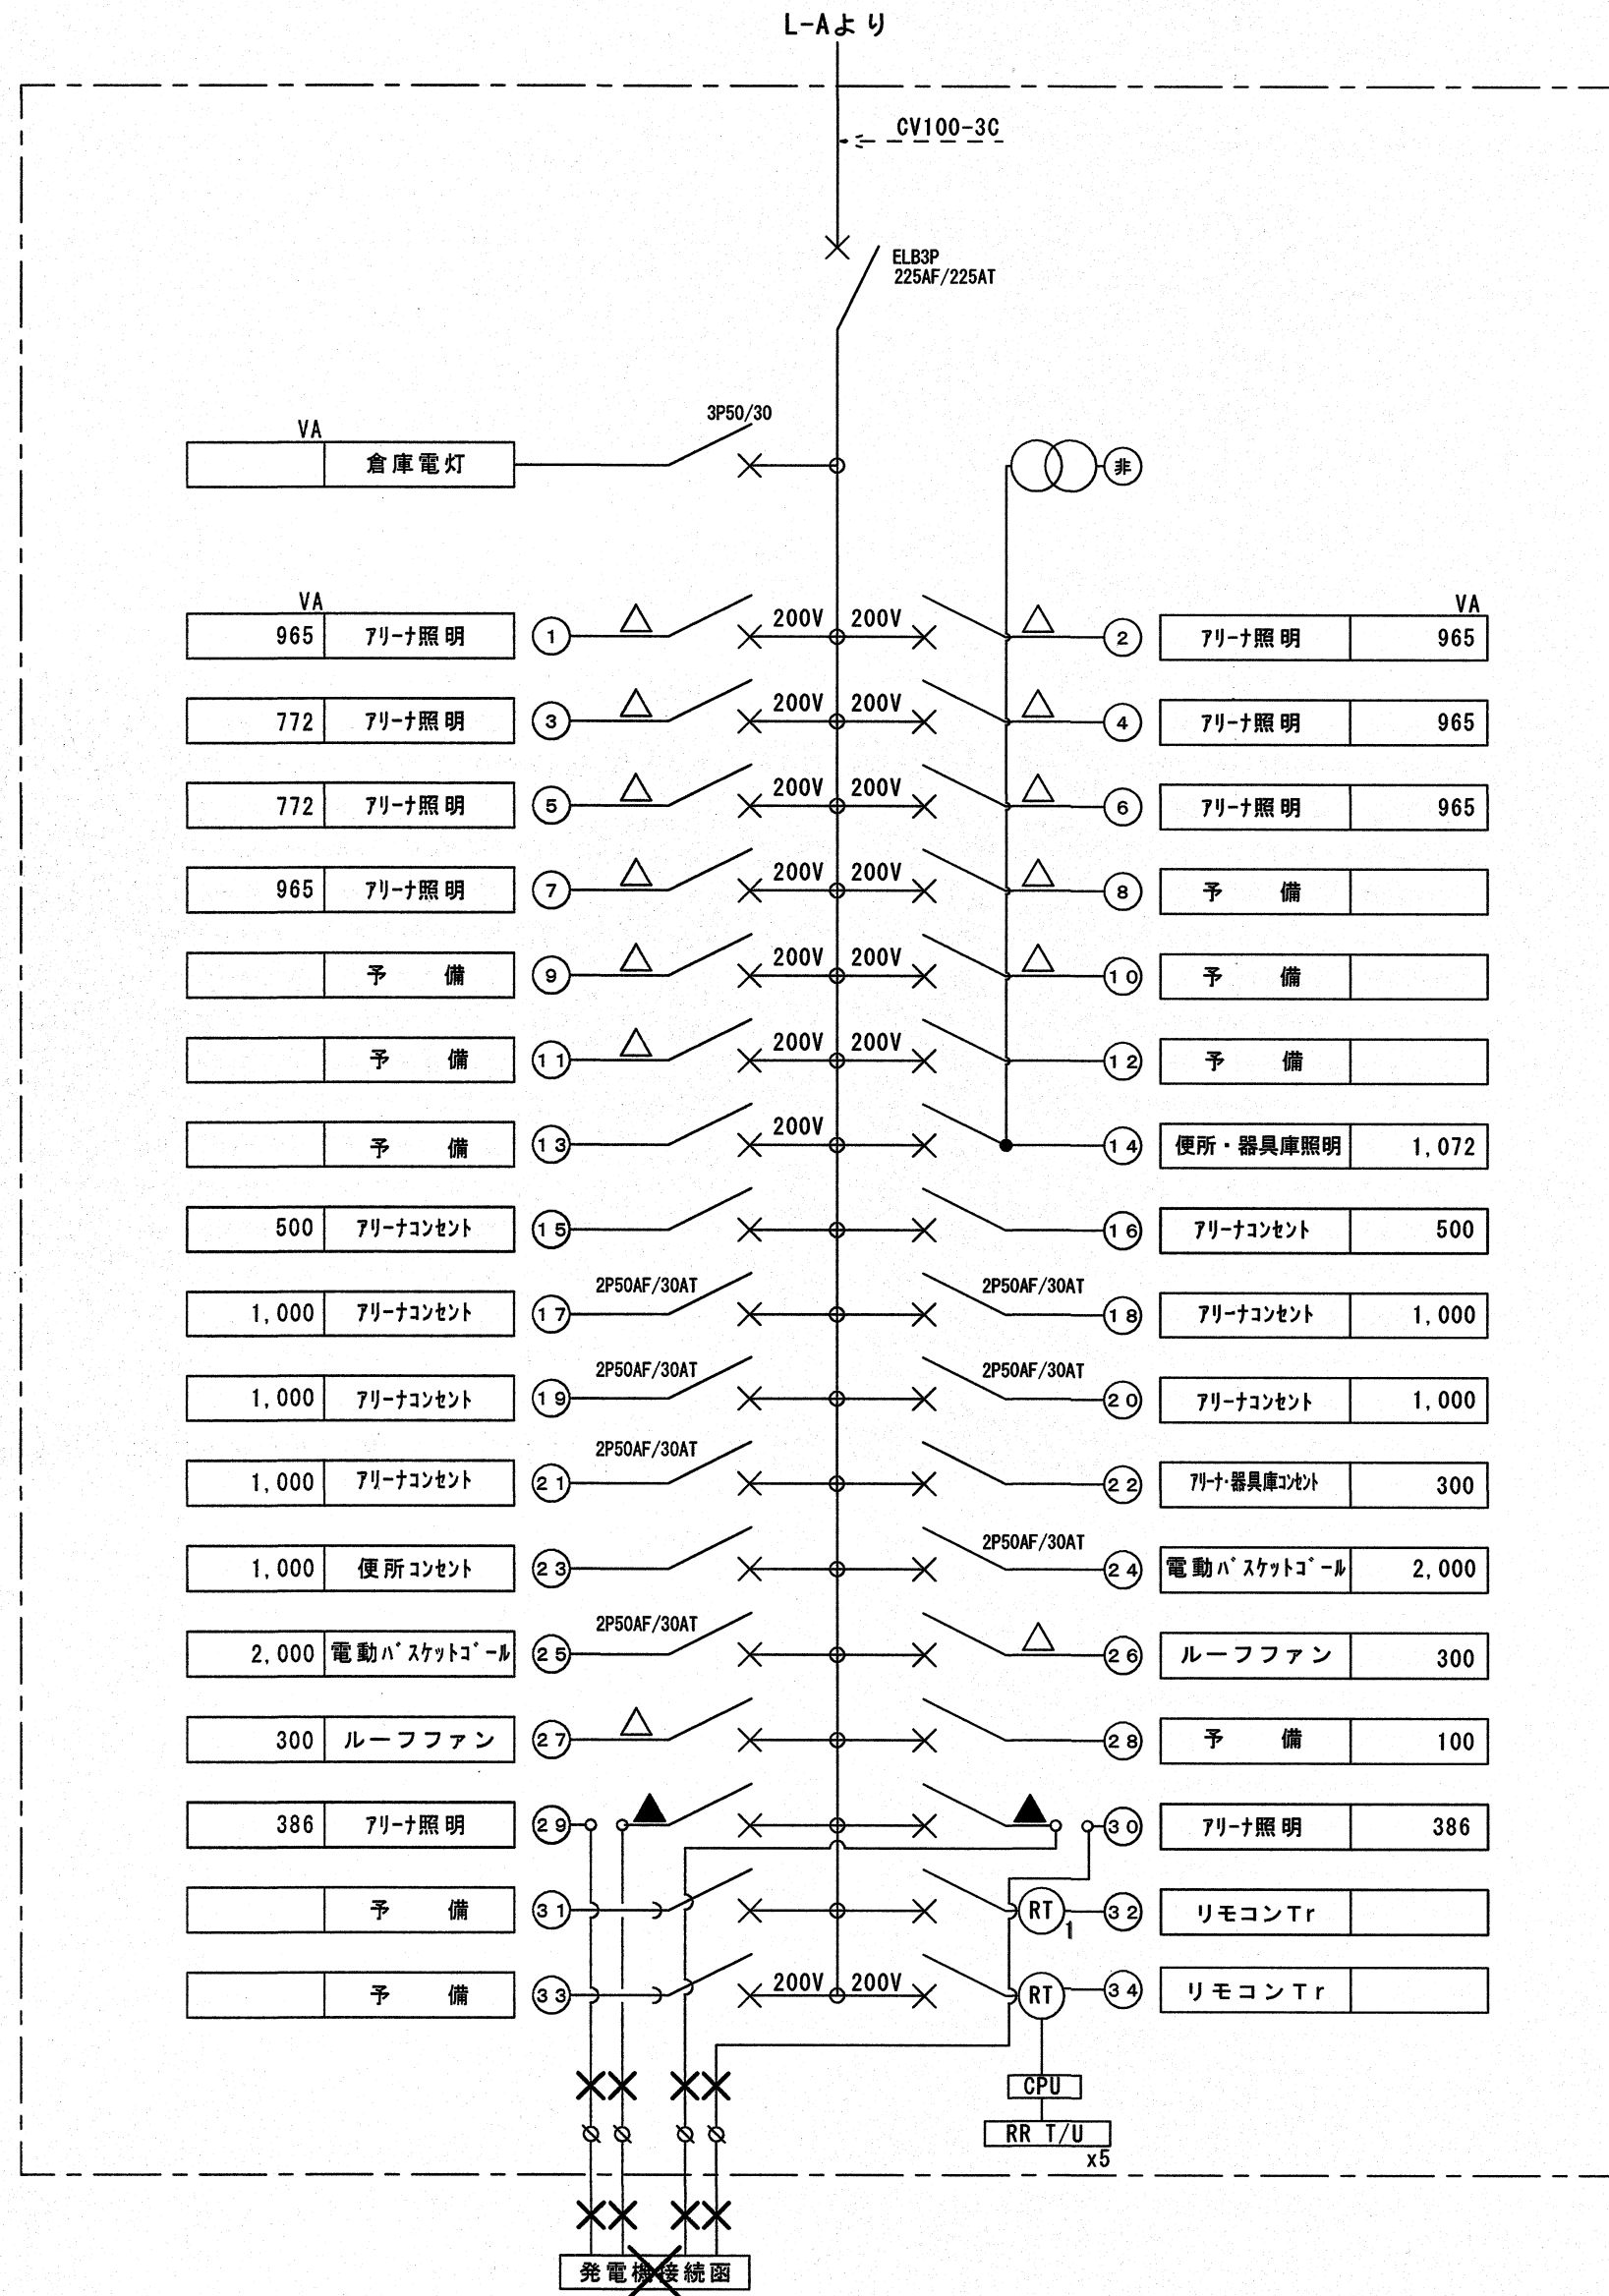 L-Aより
CV100-3C
ELB3P
225AF/225AT
3P50/30
VA
倉庫電灯
非
VA
VA
965 アリーナ照明 1 200V 200V 2 アリーナ照明 965
772 アリーナ照明 3 200V 200V 4 アリーナ照明 965
772 アリーナ照明 5 200V 200V 6 アリーナ照明 965
965 アリーナ照明 7 200V 200V 8 予 備
予 備 9 200V 200V 10 予 備
予 備 11 200V 200V 12 予 備
予 備 13 200V 14 便所・器具庫照明 1,072
500 アリーナコンセント 15 16 アリーナコンセント 500
1,000 アリーナコンセント 17 2P50AF/30AT 2P50AF/30AT 18 アリーナコンセント 1,000
1,000 アリーナコンセント 19 2P50AF/30AT 2P50AF/30AT 20 アリーナコンセント 1,000
1,000 アリーナコンセント 21 2P50AF/30AT 22 アリーナ・器具庫コンセント 300
1,000 便所コンセント 23 2P50AF/30AT 24 電動バスケットゴール 2,000
2,000 電動バスケットゴール 25 2P50AF/30AT 26 ルーフファン 300
300 ルーフファン 27 28 予 備 100
386 アリーナ照明 29 30 アリーナ照明 386
予 備 31 RT 1 32 リモコンTr
予 備 33 200V 200V RT 34 リモコンTr
CPU
RR T/U
x5
発電機接続函